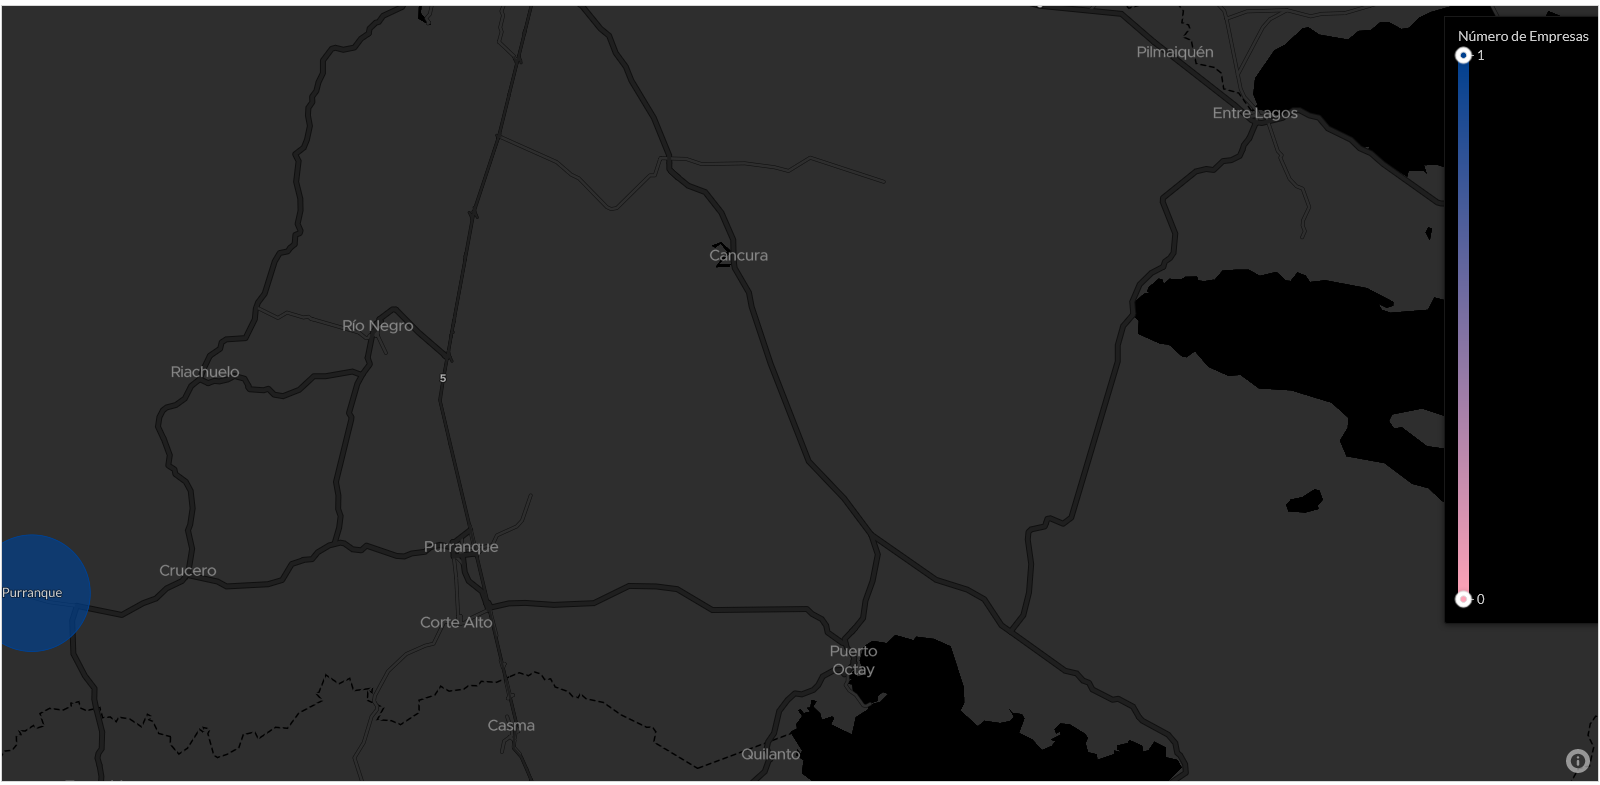 Número de Empresas
1
Pilmaiquén
Entre Lagos
Cancura
Río Negro
Riachuelo
5
Purranque
Crucero
Purranque
0
Corte Alto
Puerto
Octay
Casma
Quilanto